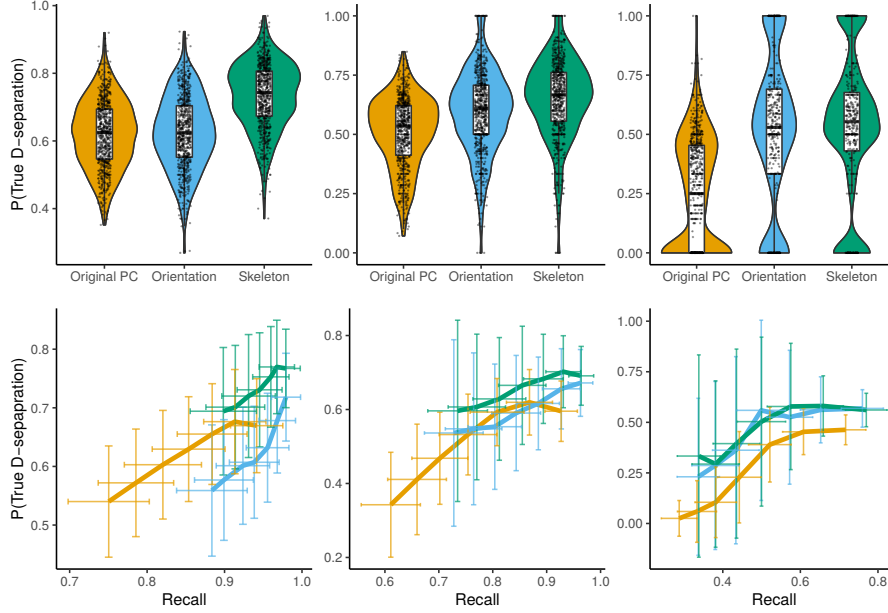 P(True D−separation)
1.0
0.8
0.6
0.4
Original PC Orientation Skeleton
1.00
0.75
0.50
0.25
0.00
Original PC Orientation Skeleton
1.00
0.75
0.50
0.25
0.00
Original PC Orientation Skeleton
P(True D−seapration)
0.8
0.7
0.6
0.5
0.7 0.8 0.9 1.0
Recall
0.8
0.6
0.4
0.2
0.6 0.7 0.8 0.9 1.0
Recall
1.00
0.75
0.50
0.25
0.00
0.4 0.6 0.8
Recall